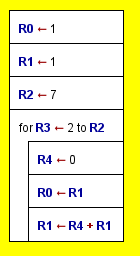 R0 ← 1
R1 ← 1
R2 ← 7
for R3 ← 2 to R2
R4 ← 0
R0 ← R1
R1 ← R4 + R1